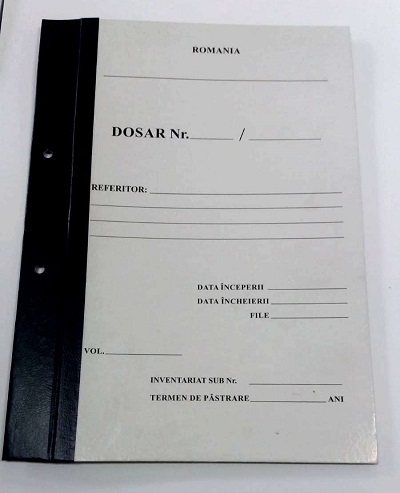 ROMANIA
DOSAR Nr. /
REFERITOR:
DATA ÎNCEPERII
DATA ÎNCHEIERII
FILE
VOL.
INVENTARIAT SUB Nr.
TERMEN DE PĂSTRARE ANI